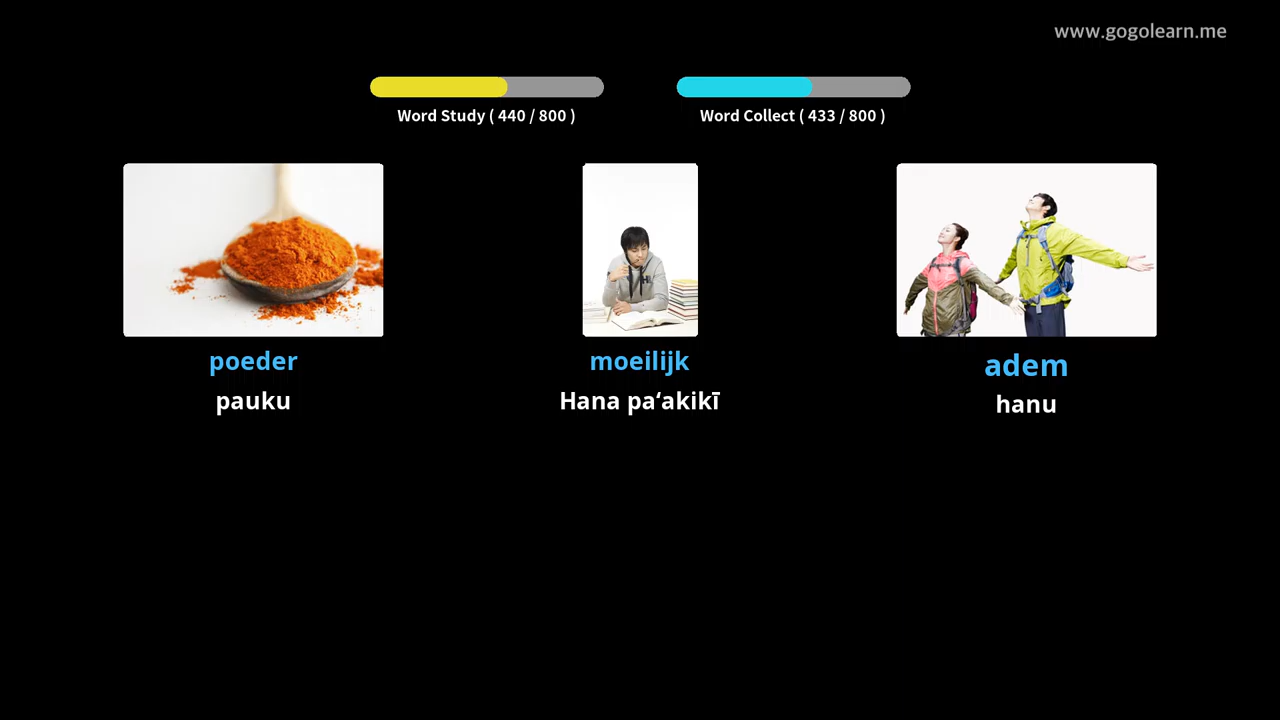 www.gogolearn.me
Word Study ( 440 / 800 )
Word Collect ( 433 / 800 )
poeder
moeilijk
adem
pauku
Hana paʻakikī
hanu